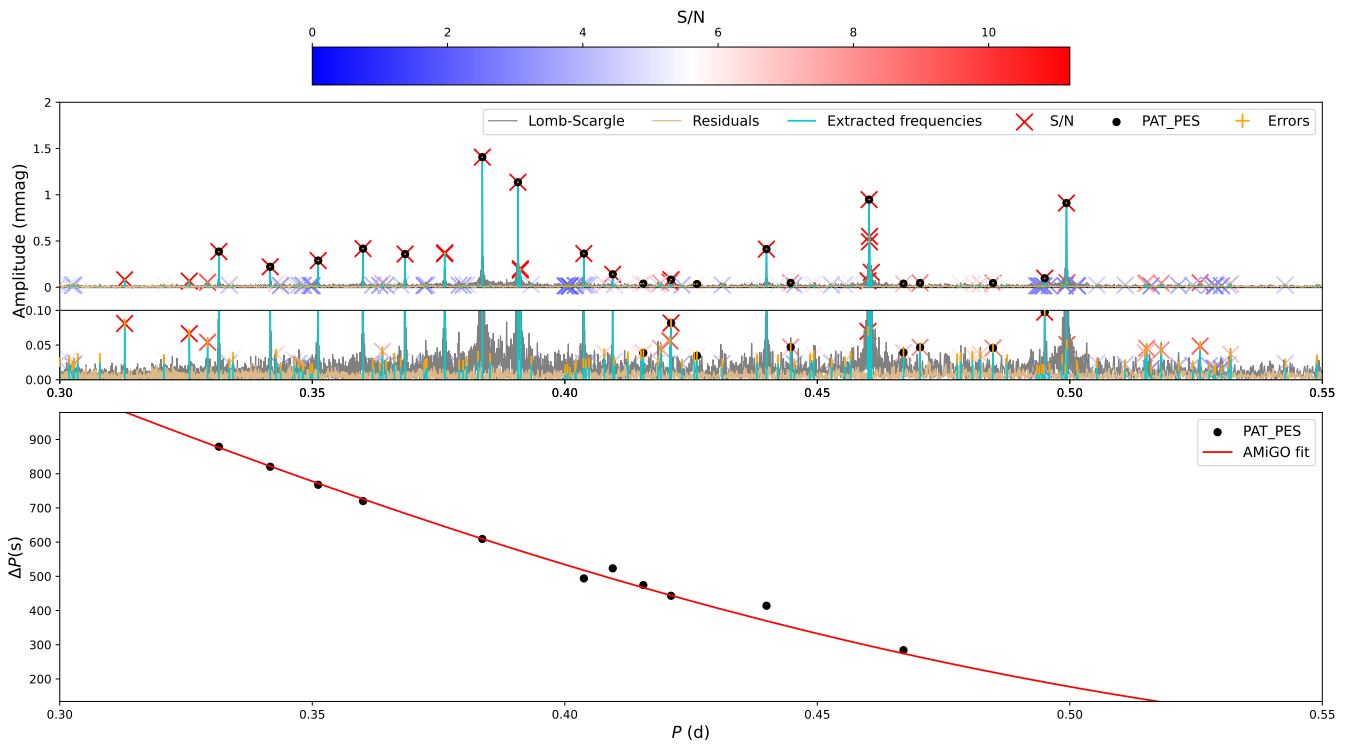 S/N
0 2 4 6 8 10
2
1.5
1
0.5
0
Amplitude (mmag)
Lomb-Scargle Residuals Extracted frequencies S/N PAT_PES Errors
0.10
0.05
0.00
0.30 0.35 0.40 0.45 0.50 0.55
900
800
700
600
500
400
300
200
ΔP(s)
PAT_PES
AMiGO fit
0.30 0.35 0.40 0.45 0.50 0.55
P (d)